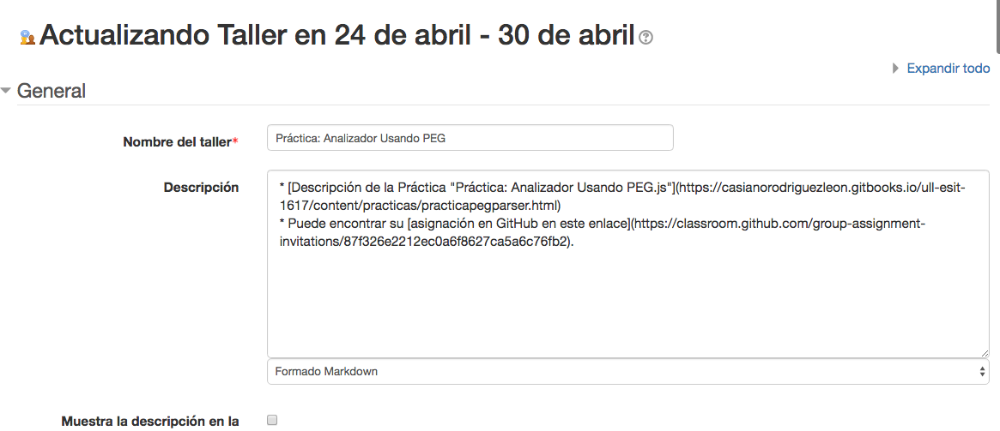 Actualizando Taller en 24 de abril - 30 de abril
Expandir todo
General
Nombre del taller*
Práctica: Analizador Usando PEG
Descripción
* [Descripción de la Práctica "Práctica: Analizador Usando PEG.js"](https://casianorodriguezleon.gitbooks.io/ull-esit-
1617/content/practicas/practicapegparser.html)
* Puede encontrar su [asignación en GitHub en este enlace](https://classroom.github.com/group-assignment-
invitations/87f326e2212ec0a6f8627ca5a6c76fb2).
Formado Markdown
Muestra la descripción en la